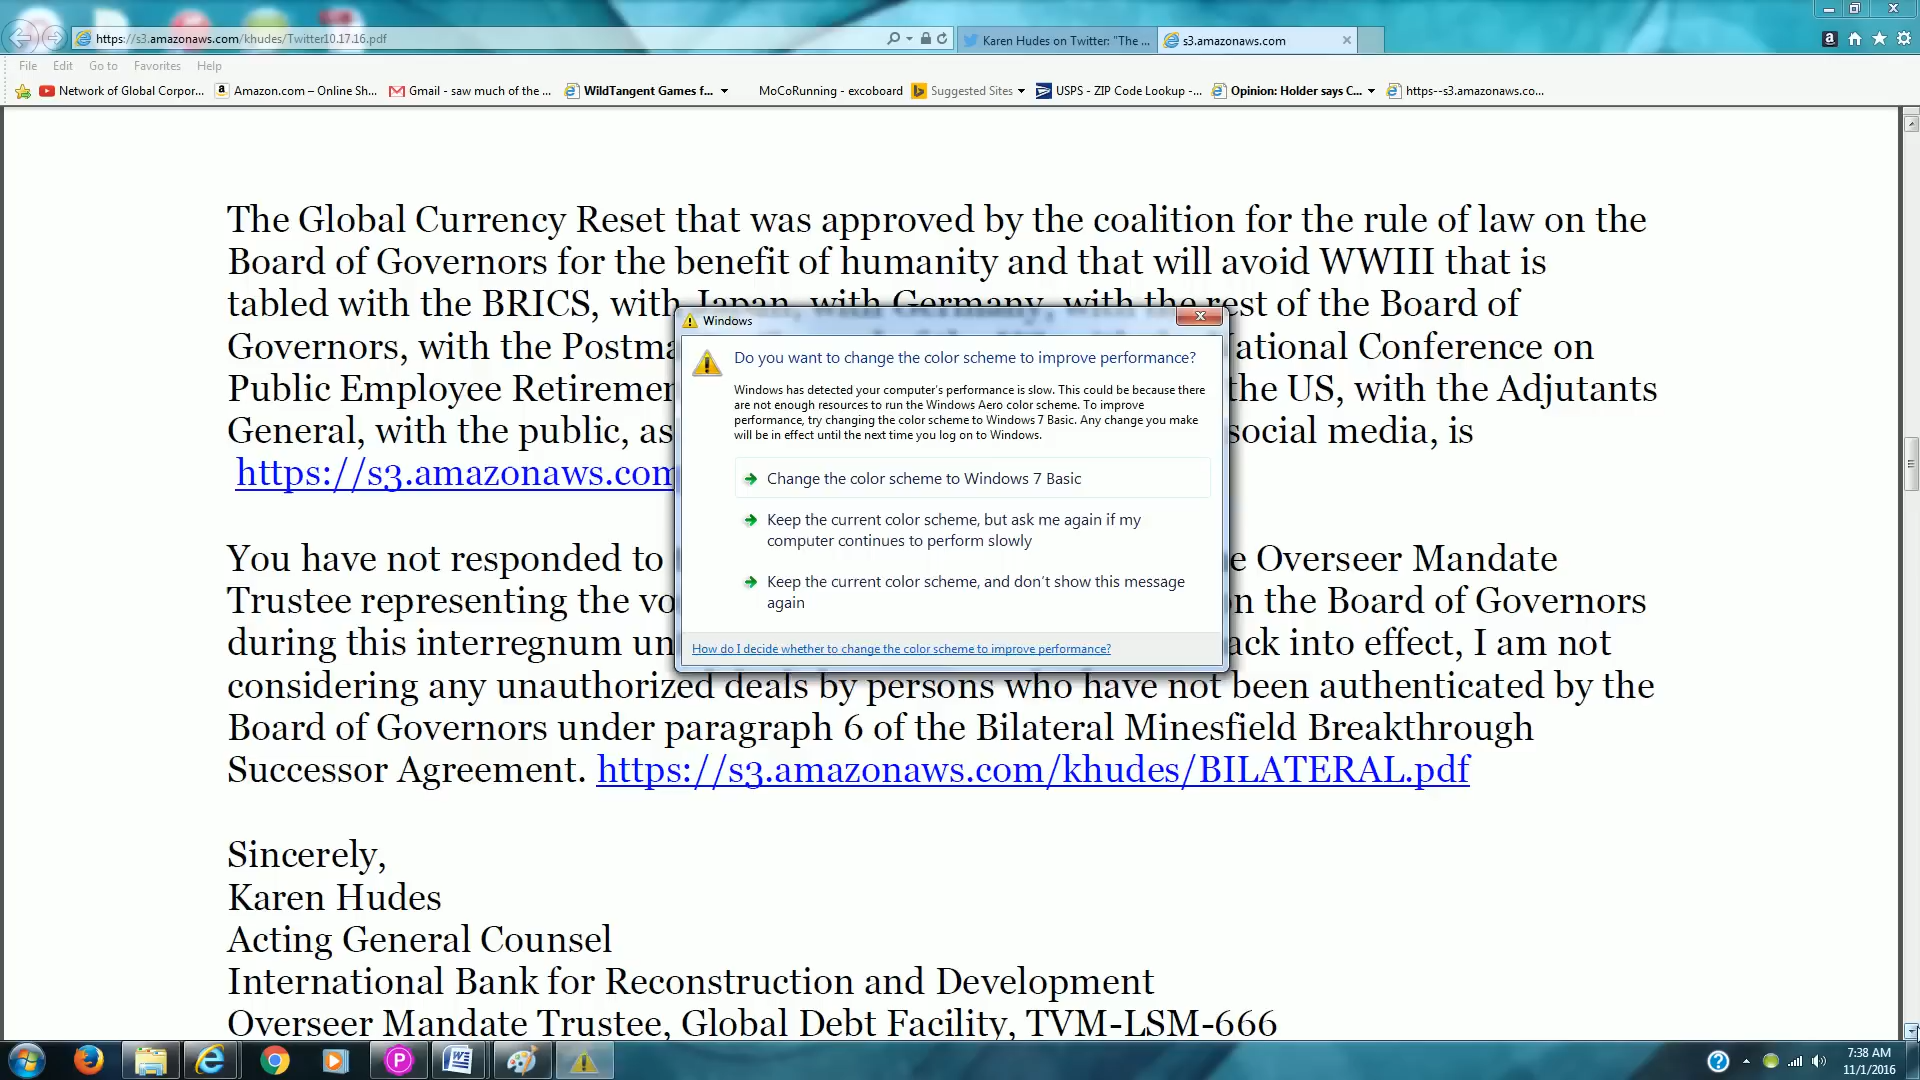 https://s3.amazonaws.com/khudes/Twitter10.17.16.pdf
Karen Hudes on Twitter: "The ...
s3.amazonaws.com
File Edit Go to Favorites Help
Network of Global Corpor...
Amazon.com – Online Sh...
Gmail - saw much of the ...
WildTangent Games f...
MoCoRunning - excoboard
Suggested Sites
USPS - ZIP Code Lookup -...
Opinion: Holder says C...
https--s3.amazonaws.co...
The Global Currency Reset that was approved by the coalition for the rule of law on the
Board of Governors for the benefit of humanity and that will avoid WWIII that is
tabled with the BRICS, with Japan, with Germany, with the rest of the Board of
Governors, with the ational Conference on
Public Employee the US, with the Adjutants
General, with the public, as social media, is
https://s3.amazonaws.com
You have not responded to Overseer Mandate
Trustee representing the on the Board of Governors
during this interregnum into effect, I am not
considering any unauthorized deals by persons who have not been authenticated by the
Board of Governors under paragraph 6 of the Bilateral Minesfield Breakthrough
Successor Agreement. https://s3.amazonaws.com/khudes/BILATERAL.pdf
Sincerely,
Karen Hudes
Acting General Counsel
International Bank for Reconstruction and Development
Overseer Mandate Trustee, Global Debt Facility, TVM-LSM-666
Windows
Do you want to change the color scheme to improve performance?
Windows has detected your computer's performance is slow. This could be because there
are not enough resources to run the Windows Aero color scheme. To improve
performance, try changing the color scheme to Windows 7 Basic. Any change you make
will be in effect until the next time you log on to Windows.
Change the color scheme to Windows 7 Basic
Keep the current color scheme, but ask me again if my
computer continues to perform slowly
Keep the current color scheme, and don't show this message
again
How do I decide whether to change the color scheme to improve performance?
7:38 AM
11/1/2016